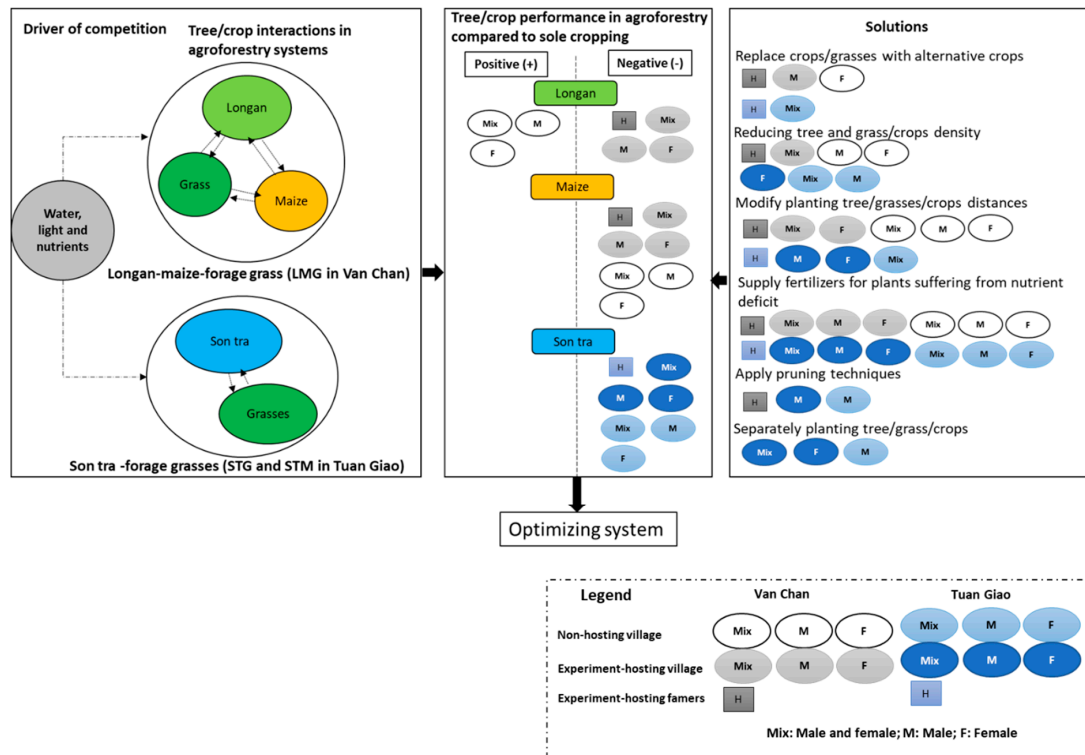 Driver of competition
Tree/crop interactions in
agroforestry systems
Longan
Grass
Maize
Water,
light and
nutrients
Longan-maize-forage grass (LMG in Van Chan)
Son tra
Grasses
Son tra -forage grasses (STG and STM in Tuan Giao)
Tree/crop performance in agroforestry
compared to sole cropping
Positive (+)
Negative (-)
Longan
Mix M
F
H Mix
M F
Maize
H Mix
M F
Mix M
F
Son tra
H Mix
M F
Mix M
F
Solutions
Replace crops/grasses with alternative crops
H M F
H Mix
Reducing tree and grass/crops density
H Mix M F
F Mix M
Modify planting tree/grasses/crops distances
H Mix F Mix M F
H M F Mix
Supply fertilizers for plants suffering from nutrient
deficit
H Mix M F Mix M F
H Mix M F Mix M F
Apply pruning techniques
H M M
Separately planting tree/grass/crops
Mix F M
Optimizing system
Legend
Van Chan
Tuan Giao
Non-hosting village
Mix M F
Mix M F
Experiment-hosting village
Mix M F
Mix M F
Experiment-hosting famers
H
H
Mix: Male and female; M: Male; F: Female